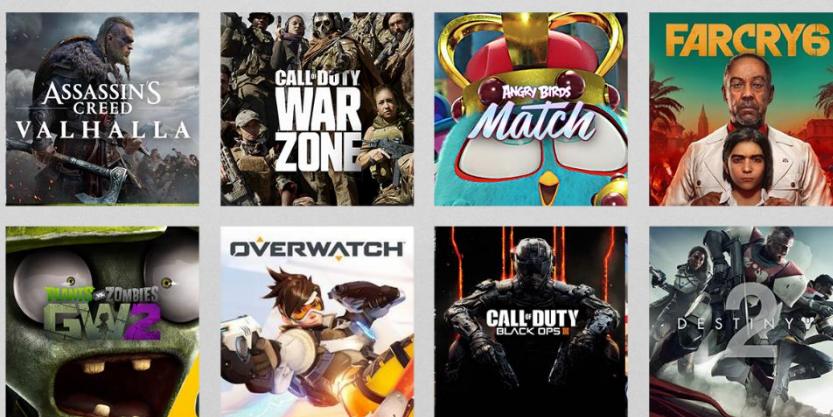 ASSASSIN'S
CREED
VALHALLA
CALL OF DUTY
WAR
ZONE
ANGRY BIRDS
Match
FARCRY6
PLANTS VS. ZOMBIES
GW2
OVERWATCH
CALL OF DUTY
BLACK OPS III
DESTINY
2